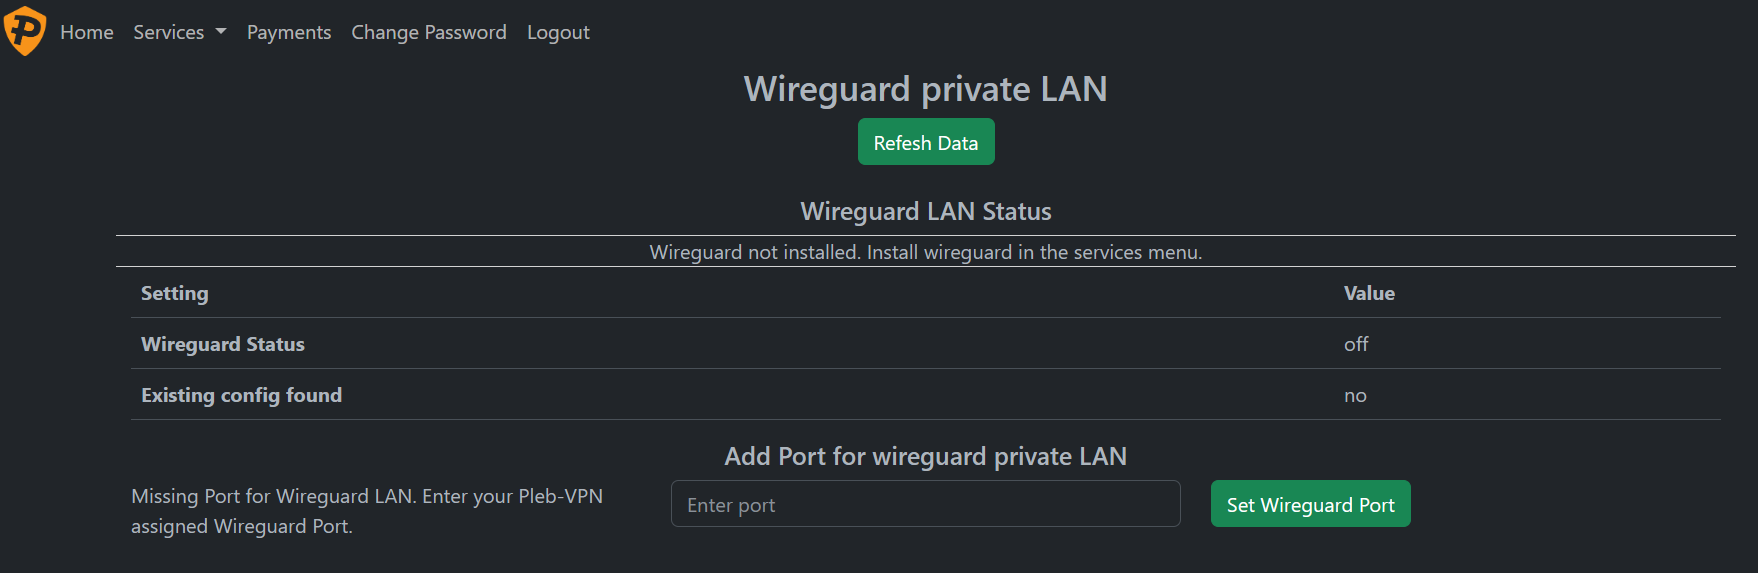 Home Services Payments Change Password Logout
Wireguard private LAN
Refesh Data
Wireguard LAN Status
Wireguard not installed. Install wireguard in the services menu.
Setting Value
Wireguard Status off
Existing config found no
Add Port for wireguard private LAN
Missing Port for Wireguard LAN. Enter your Pleb-VPN
assigned Wireguard Port.
Enter port
Set Wireguard Port